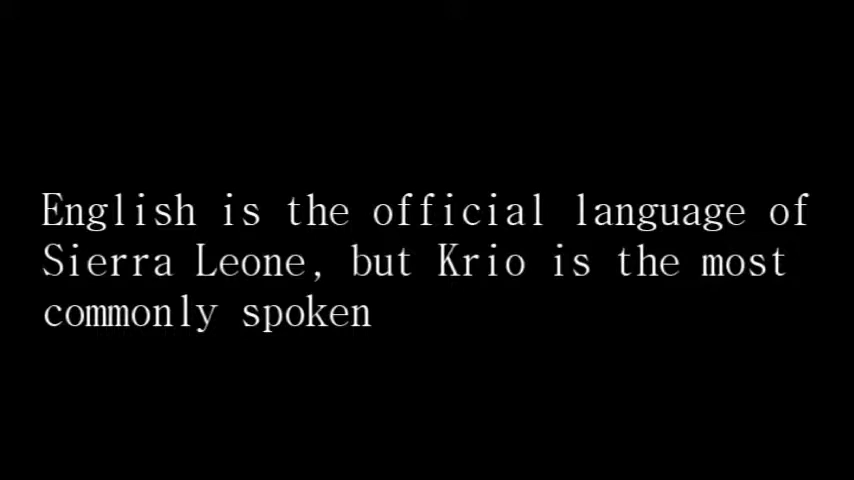 English is the official language of
Sierra Leone, but Krio is the most
commonly spoken